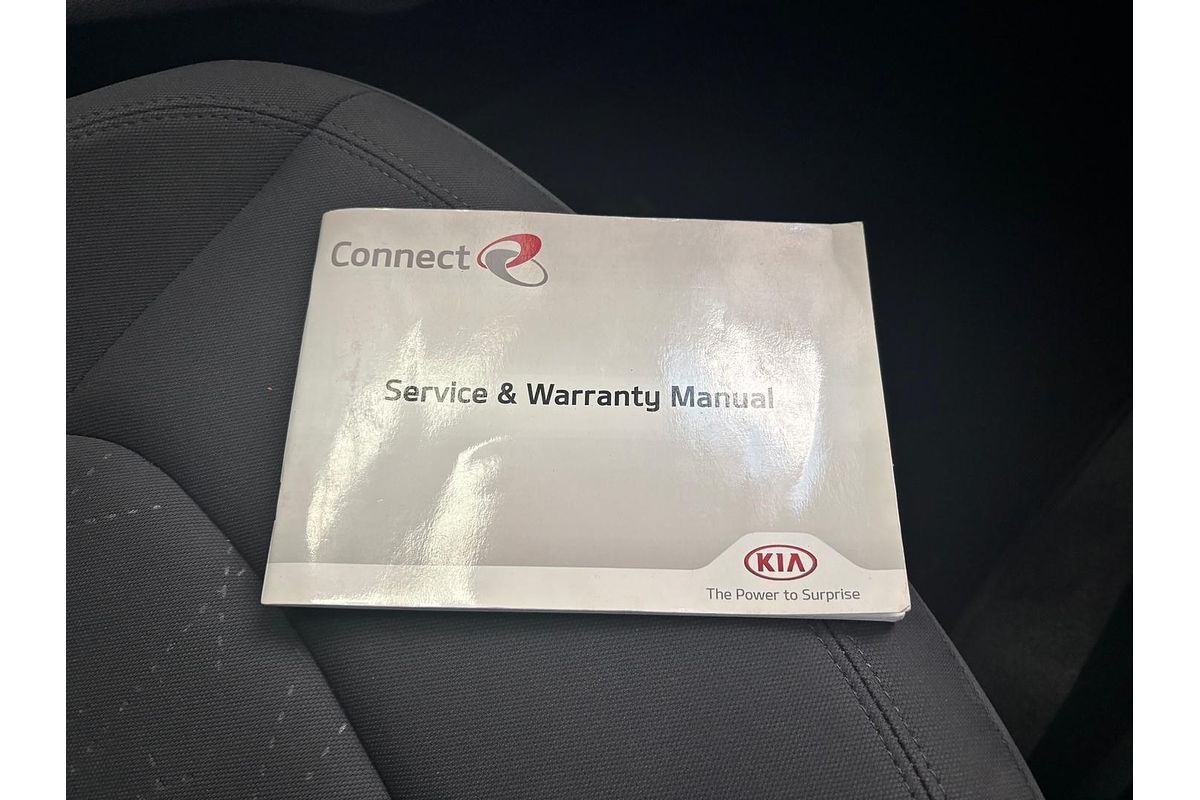 Connect
Service & Warranty Manual
KIA
The Power to Surprise